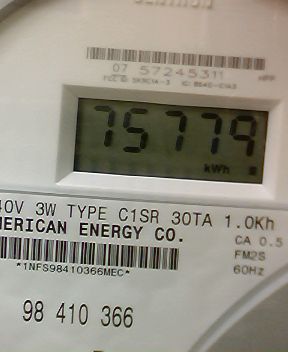 07 57245311
75779
kWh
40V 3W TYPE C1SR 30TA 1.0Kh
MERICAN ENERGY CO.
CA 0.5
FM2S
60Hz
*1NFS98410366MEC*
98 410 366